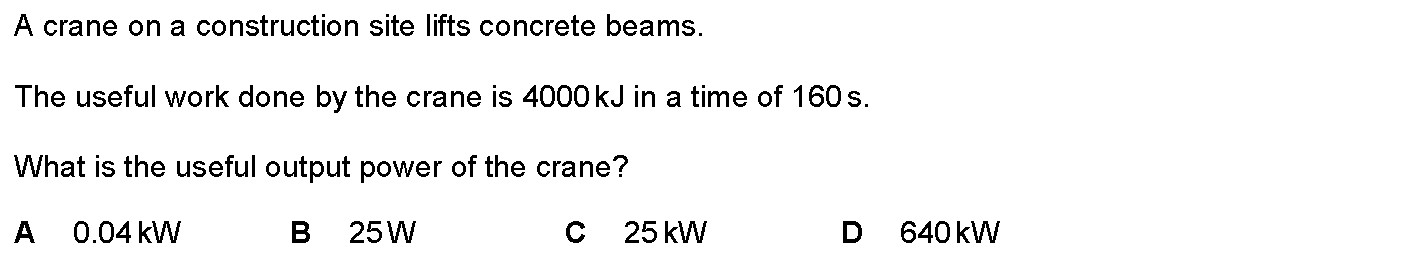 A crane on a construction site lifts concrete beams.
The useful work done by the crane is 4000 kJ in a time of 160 s.
What is the useful output power of the crane?
A 0.04 kW B 25 W C 25 kW D 640 kW